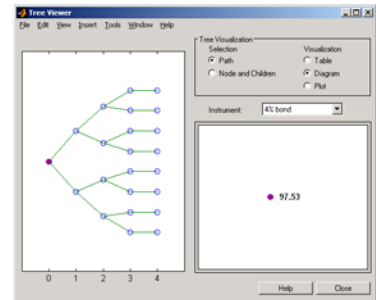 Tree Viewer
File Edit View Insert Tools Window Help
Tree Visualization
Selection Visualization
Path Table
Node and Children Diagram
Plot
Instrument: 4% bond
97.53
0 1 2 3 4
Help Close